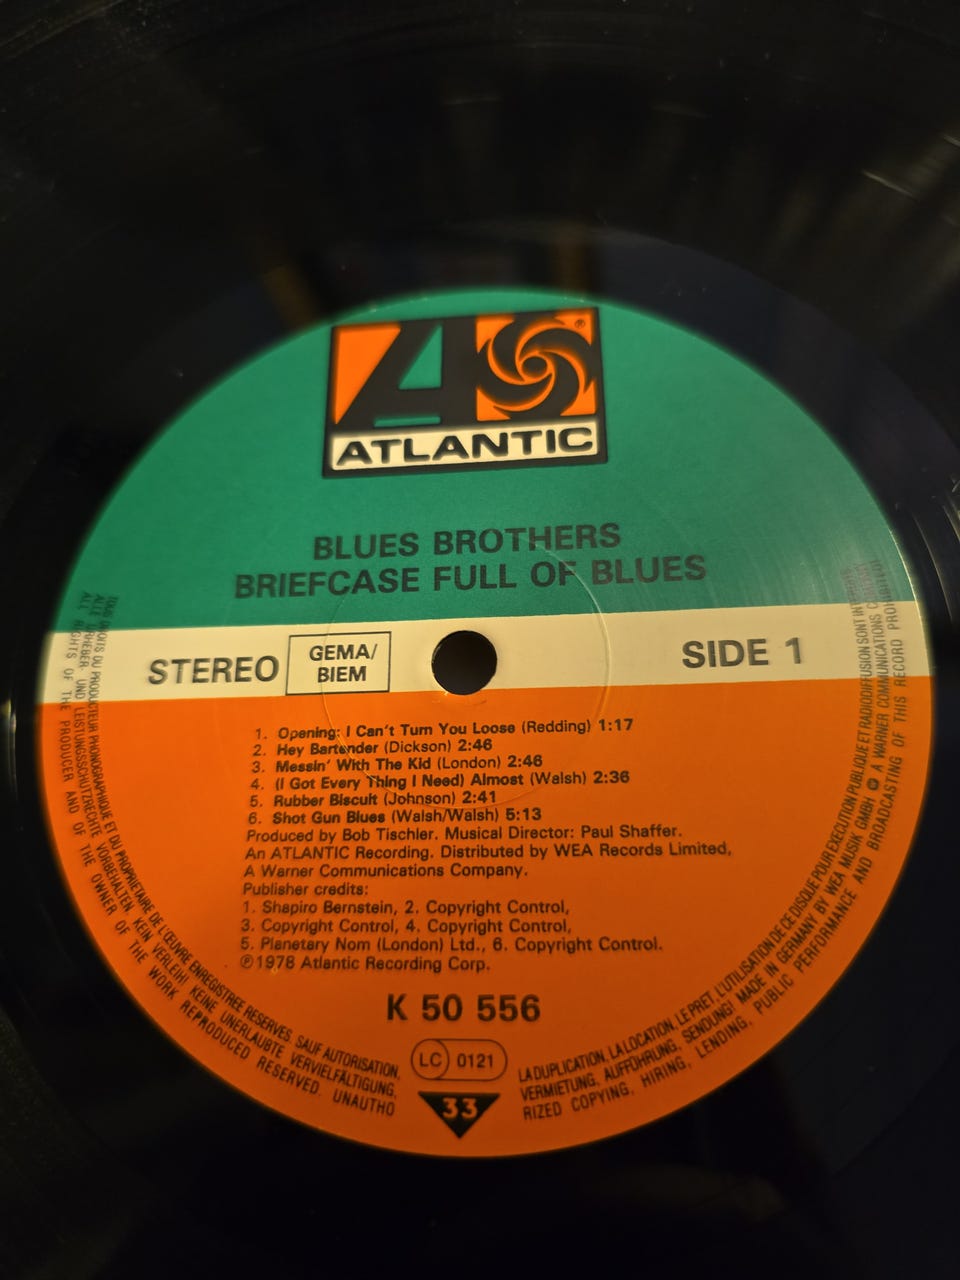 ATLANTIC
®
BLUES BROTHERS
BRIEFCASE FULL OF BLUES
STEREO
GEMA/
BIEM
SIDE 1
1. Opening: I Can't Turn You Loose (Redding) 1:17
2. Hey Bartender (Dickson) 2:46
3. Messin' With The Kid (London) 2:46
4. (I Got Every Thing I Need) Almost (Walsh) 2:36
5. Rubber Biscuit (Johnson) 2:41
6. Shot Gun Blues (Walsh/Walsh) 5:13
Produced by Bob Tischler. Musical Director: Paul Shaffer.
An ATLANTIC Recording. Distributed by WEA Records Limited,
A Warner Communications Company.
Publisher credits:
1. Shapiro Bernstein, 2. Copyright Control,
3. Copyright Control, 4. Copyright Control,
5. Planetary Nom (London) Ltd., 6. Copyright Control.
℗1978 Atlantic Recording Corp.
K 50 556
LC 0121
33
TOUS DROITS DU PRODUCTEUR PHONOGRAPHIQUE ET DU PROPRIETAIRE DE L'ŒUVRE ENREGISTREE RESERVES. SAUF AUTORISATION,
ALLE URHEBER UND LEISTUNGSSCHUTZRECHTE VORBEHALTEN. KEIN VERLEIH! KEINE UNERLAUBTE VERVIELFÄLTIGUNG,
ALL RIGHTS OF THE PRODUCER AND OF THE OWNER OF THE WORK REPRODUCED RESERVED. UNAUTHO
LA DUPLICATION, LA LOCATION, LE PRET, L'UTILISATION DE CE DISQUE POUR EXECUTION PUBLIQUE ET RADIODIFFUSION SONT
VERMIETUNG, AUFFÜHRUNG, SENDUNG! MADE IN GERMANY BY WEA MUSIK GMBH A WARNER COMMUNICATIONS
RIZED COPYING, HIRING, LENDING, PUBLIC PERFORMANCE AND BROADCASTING OF THIS RECORD PROHIBITED